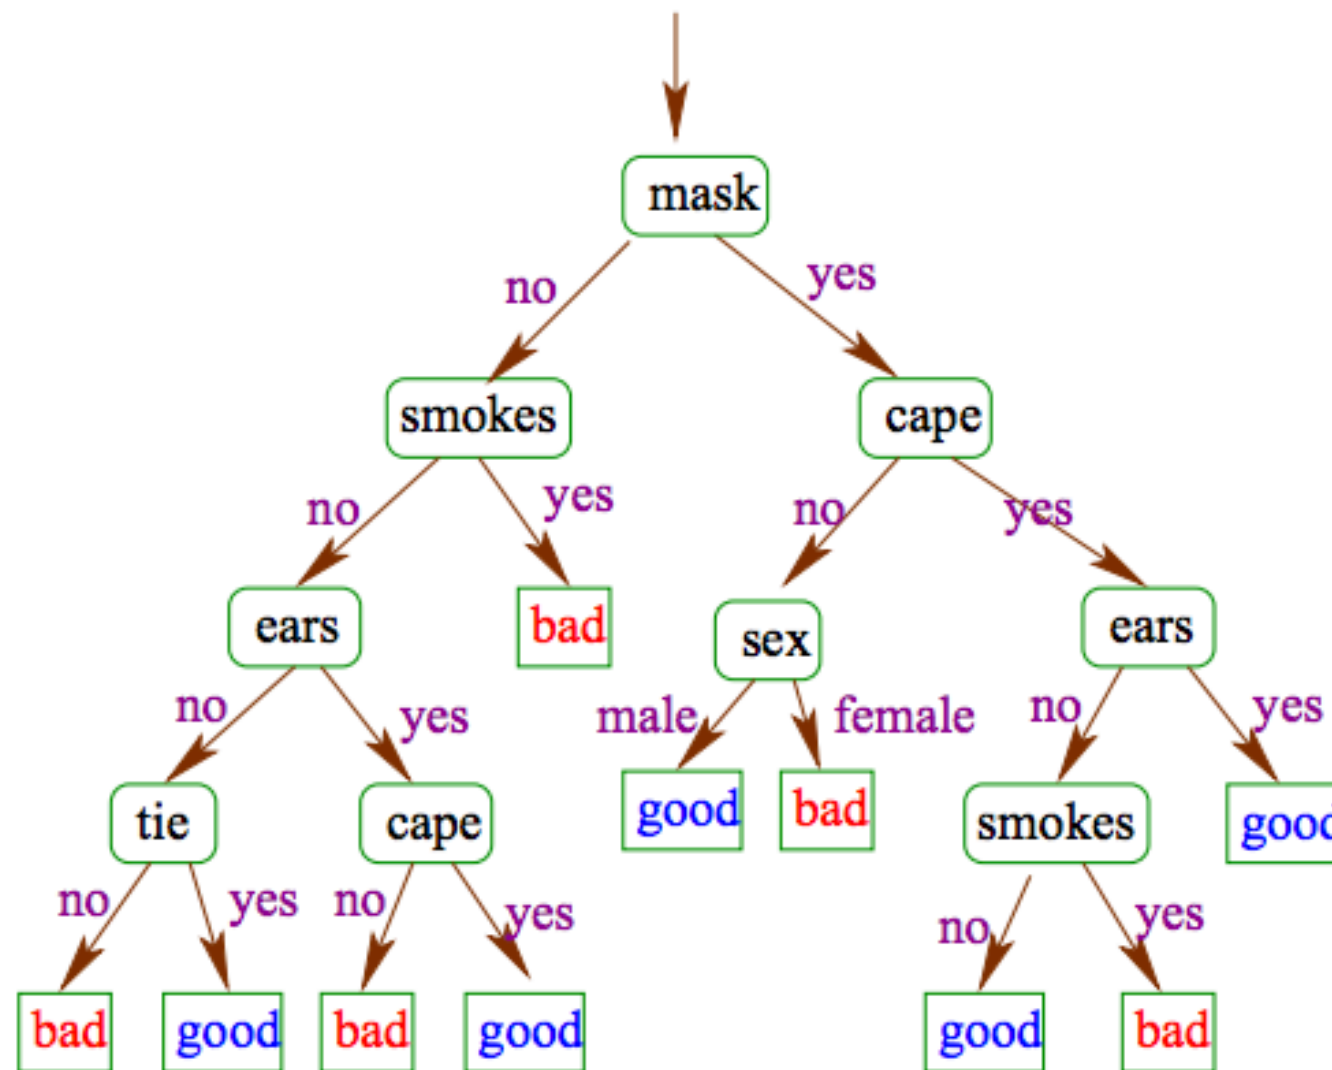 mask
no yes
smokes cape
no yes no yes
ears bad sex ears
no yes male female no yes
tie cape good bad smokes good
no yes no yes no yes
bad good bad good good bad